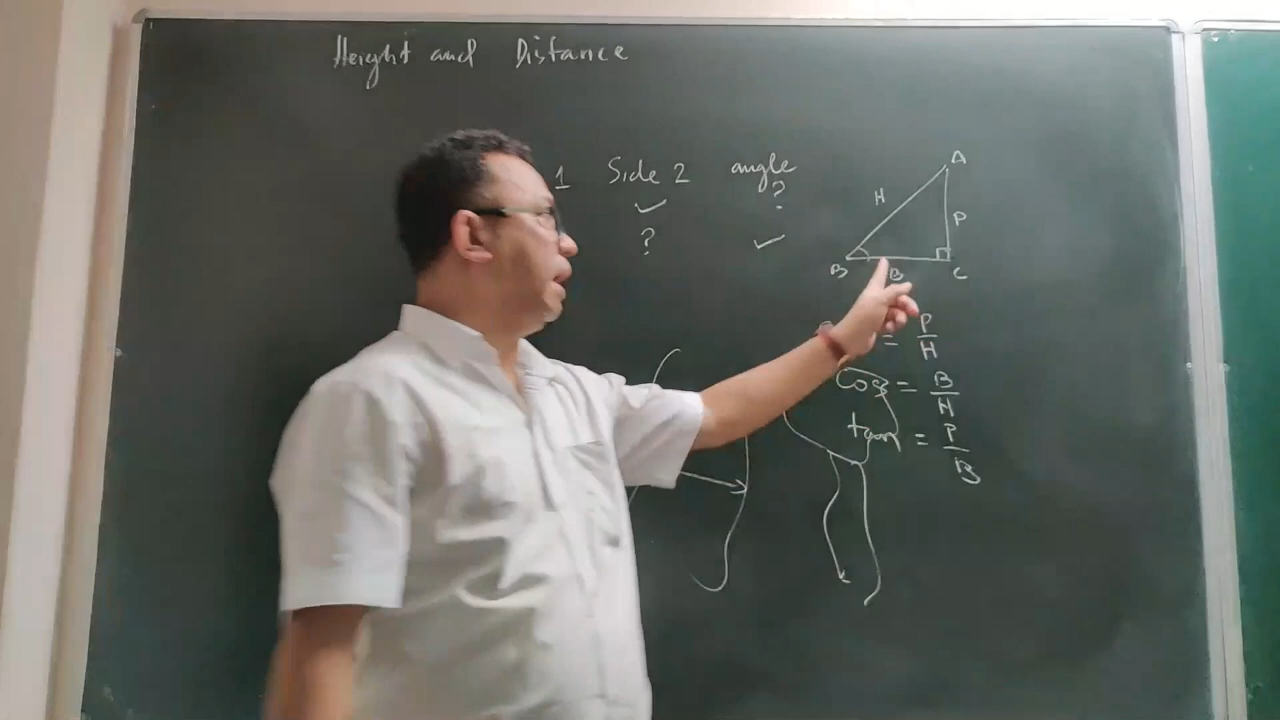 Height and Distance
1 Side 2 angle
✓ ?
? ✓
A
H
P
B B C
= P/H
Cos = B/H
tan = P/B